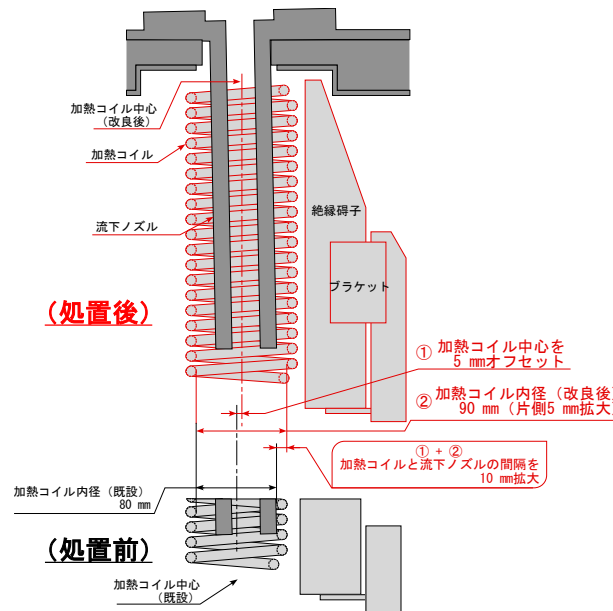 加熱コイル中心
（改良後）
加熱コイル
流下ノズル
絶縁碍子
ブラケット
（処置後）
① 加熱コイル中心を
5 mmオフセット
② 加熱コイル内径（改良後）
90 mm（片側5 mm拡大
① + ②
加熱コイルと流下ノズルの間隔を
10 mm拡大
加熱コイル内径（既設）
80 mm
（処置前）
加熱コイル中心
（既設）